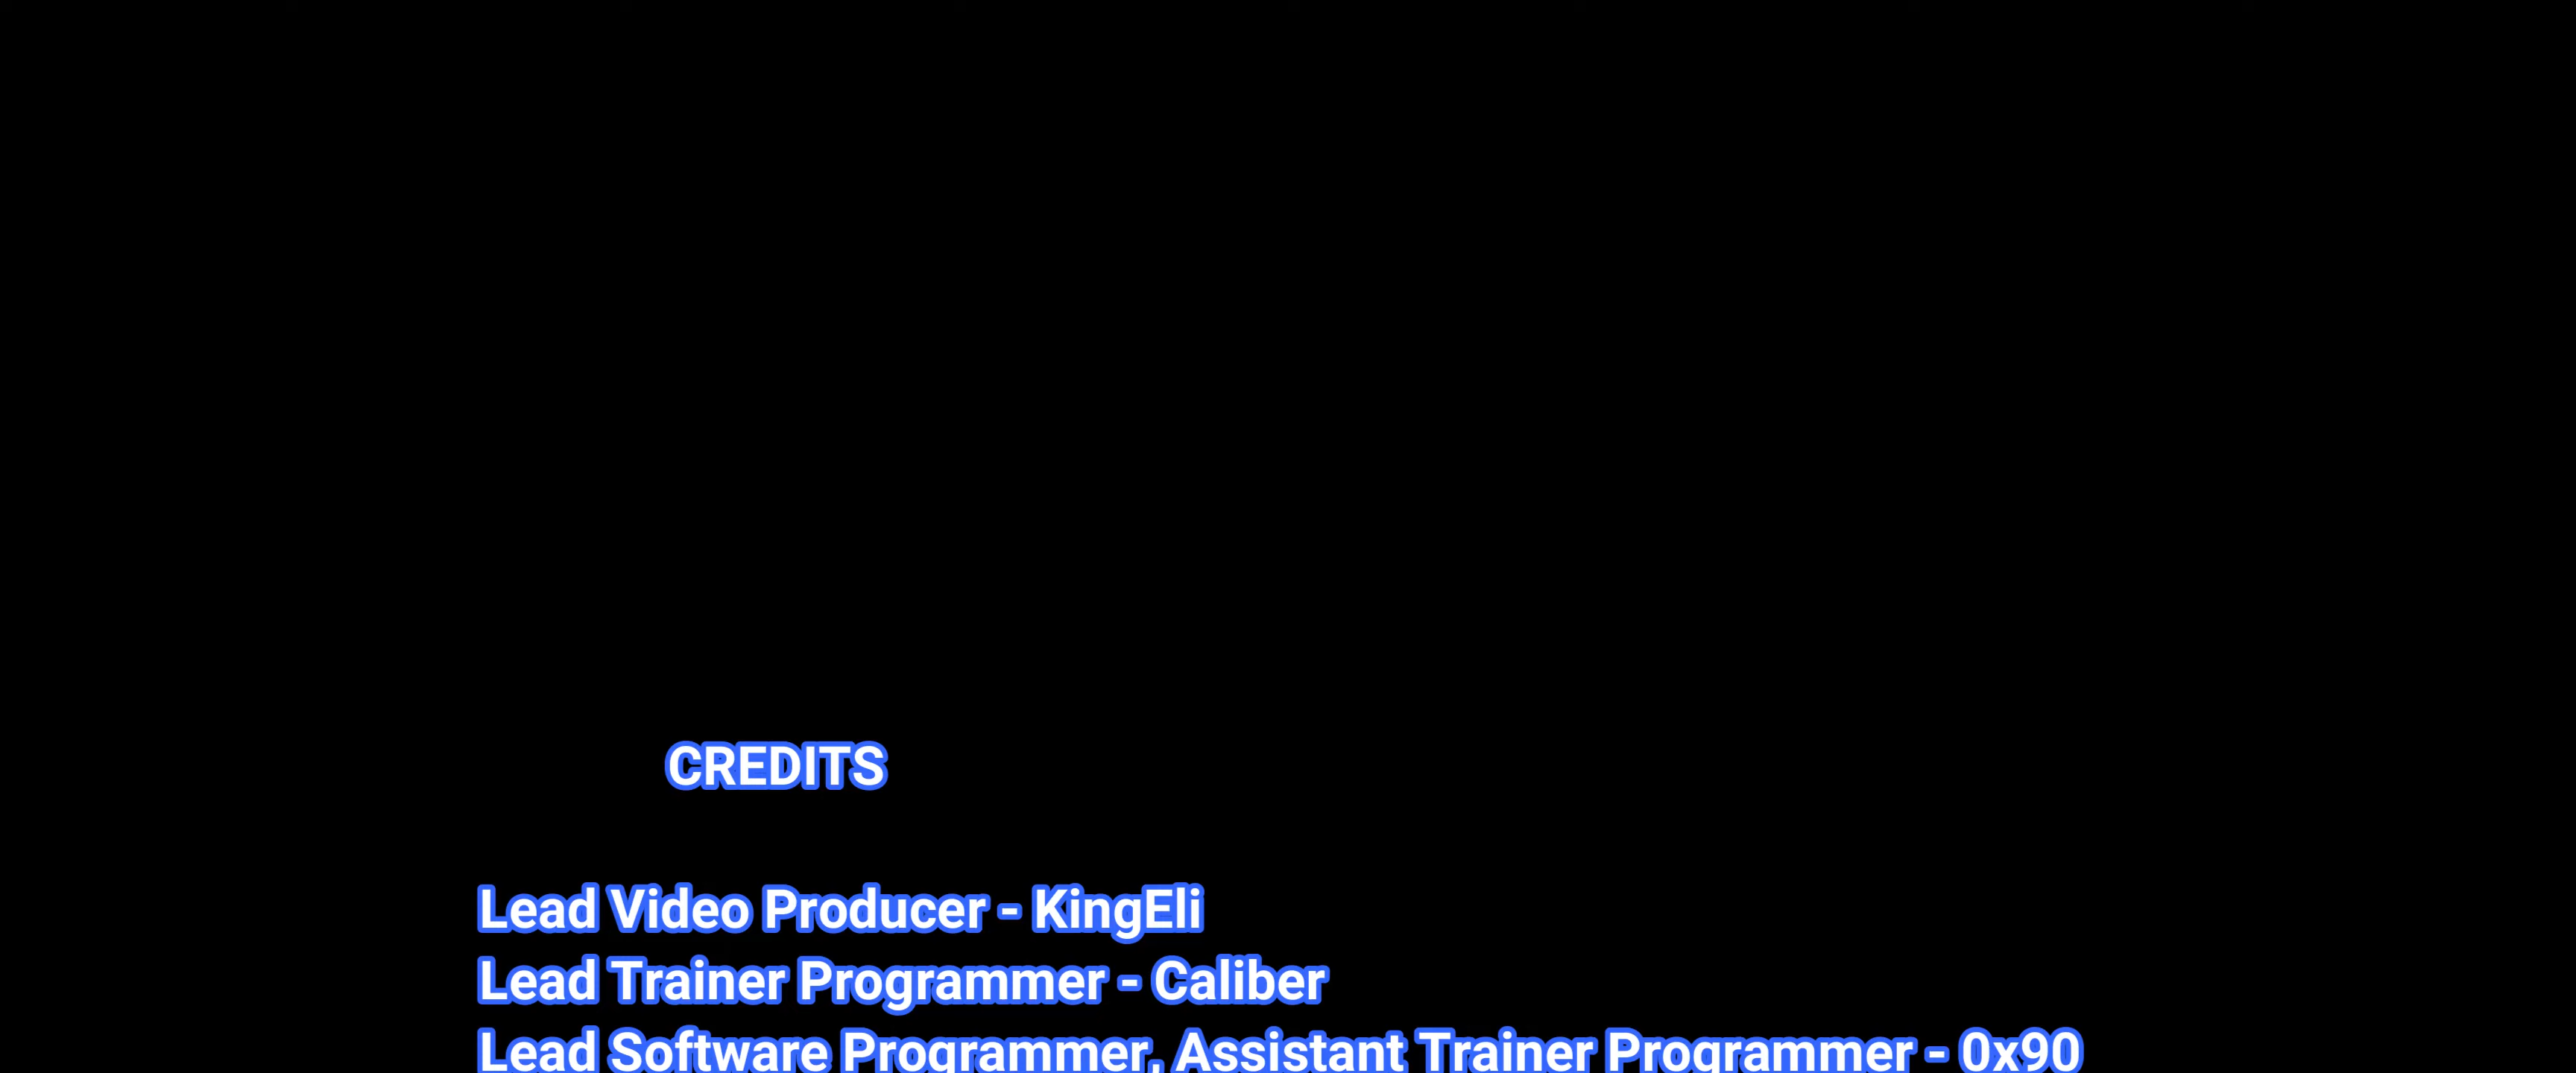 CREDITS
Lead Video Producer - KingEli
Lead Trainer Programmer - Caliber
Lead Software Programmer, Assistant Trainer Programmer - 0x90